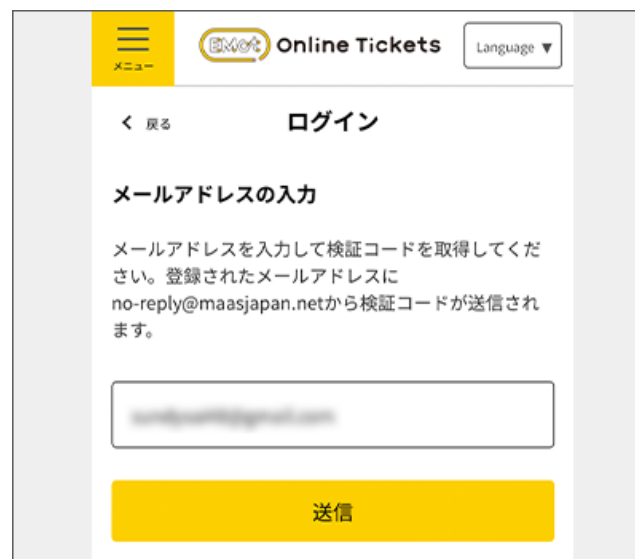 メニュー
EMot Online Tickets
Language ▼
戻る
ログイン
メールアドレスの入力
メールアドレスを入力して検証コードを取得してくだ
さい。登録されたメールアドレスに
no-reply@maasjapan.netから検証コードが送信され
ます。
送信